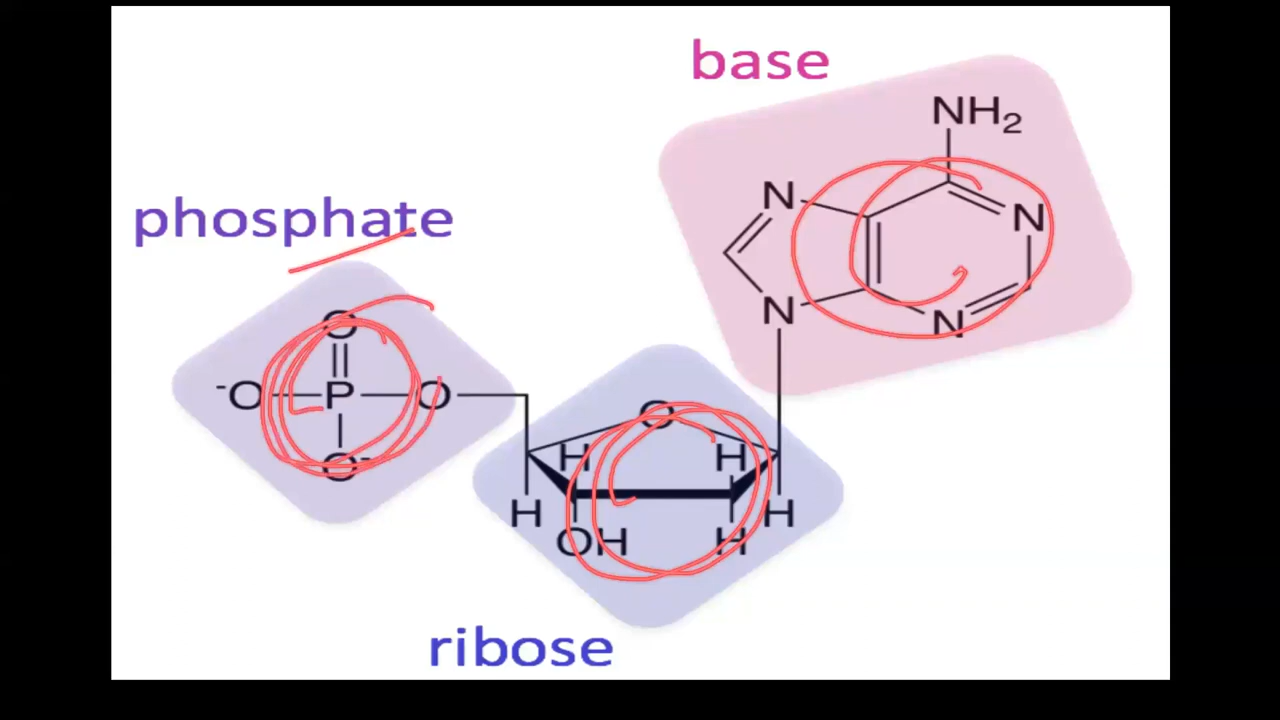 base
NH₂
phosphate
N
N
O
N
N
⁻O P O
O
H H
O⁻
H H
OH H
ribose